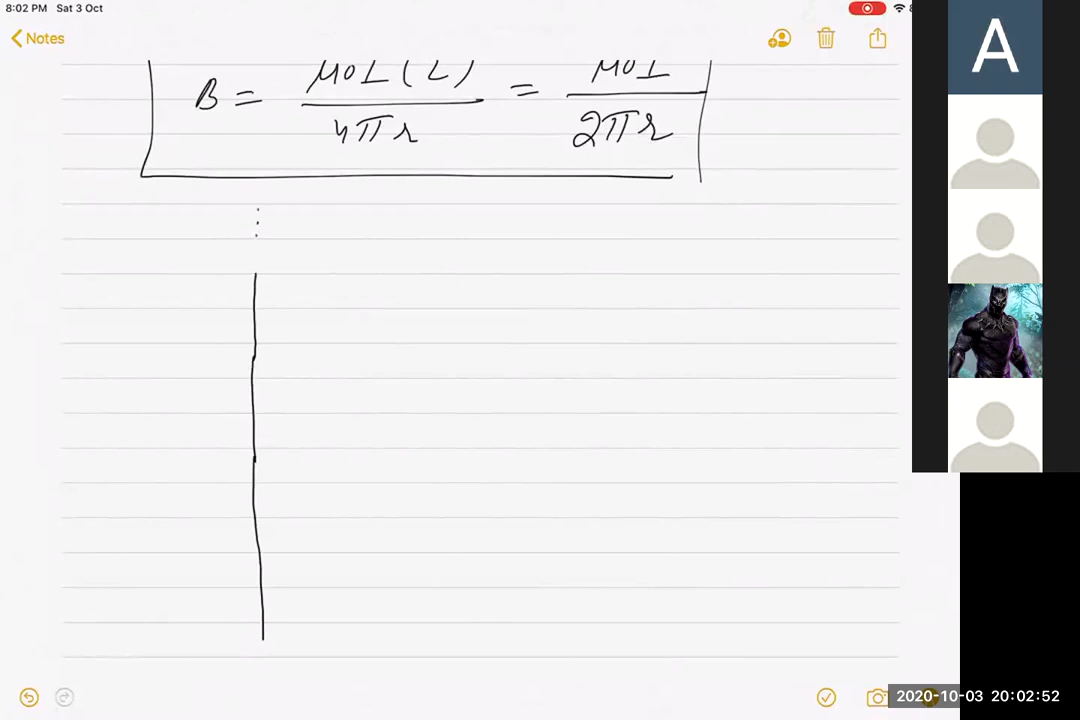 8:02 PM Sat 3 Oct
Notes
A
B = μ0I(2) / 4πr = μ0I / 2πr
2020-10-03 20:02:52